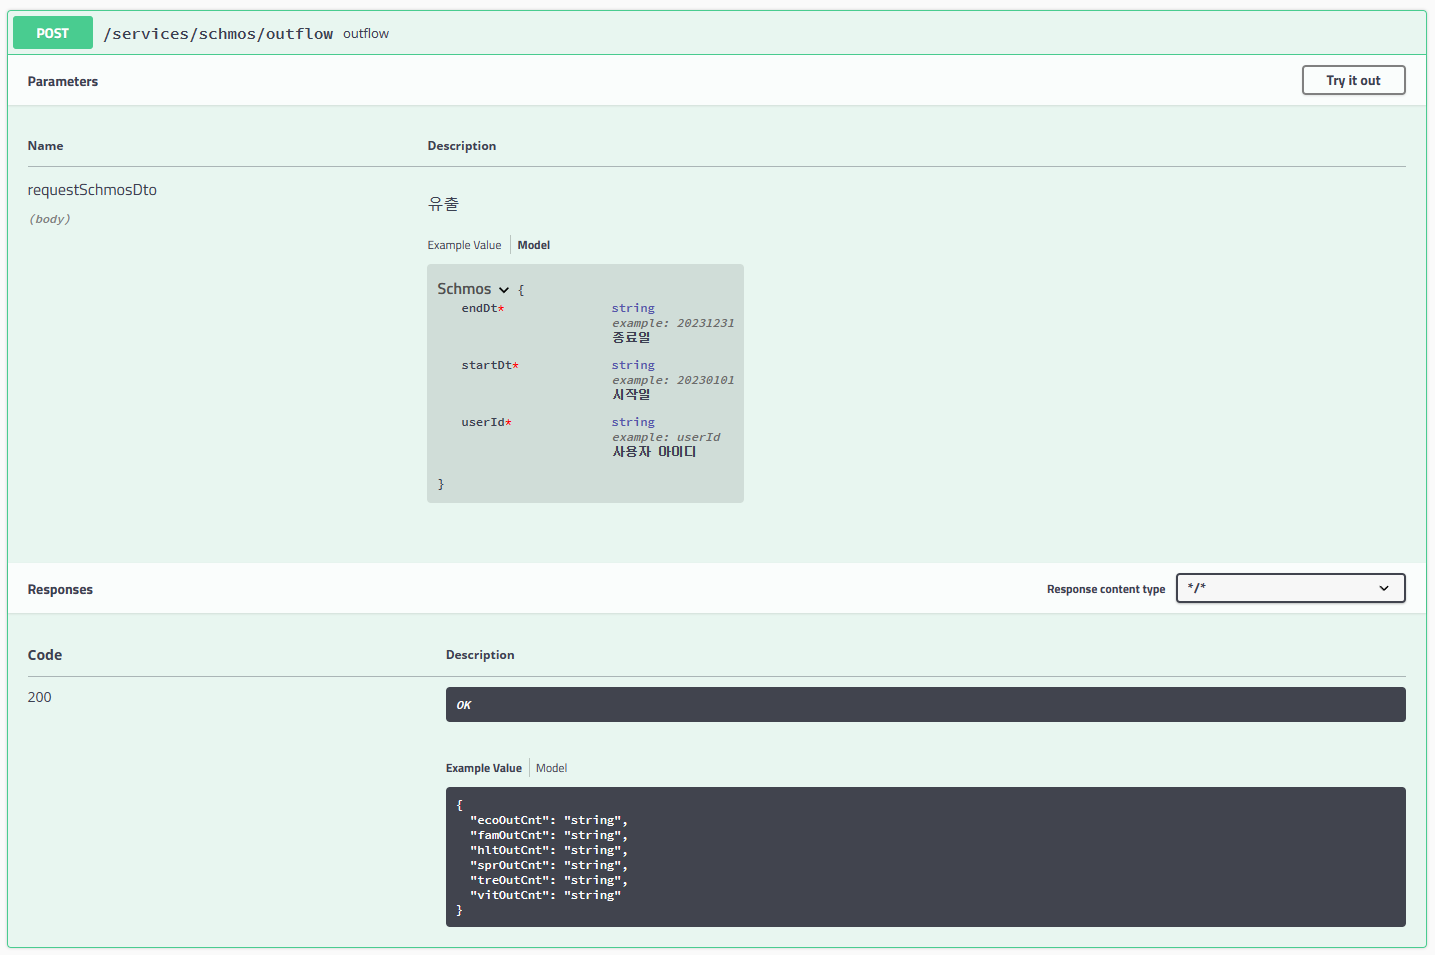 POST /services/schmos/outflow outflow
Parameters
Try it out
Name Description
requestSchmosDto
(body)
유출
Example Value Model
Schmos {
endDt* string
example: 20231231
종료일
startDt* string
example: 20230101
시작일
userId* string
example: userId
사용자 아이디
}
Responses
Response content type */*
Code Description
200 OK
Example Value Model
{
"ecoOutCnt": "string",
"famOutCnt": "string",
"hltOutCnt": "string",
"sprOutCnt": "string",
"treOutCnt": "string",
"vitOutCnt": "string"
}